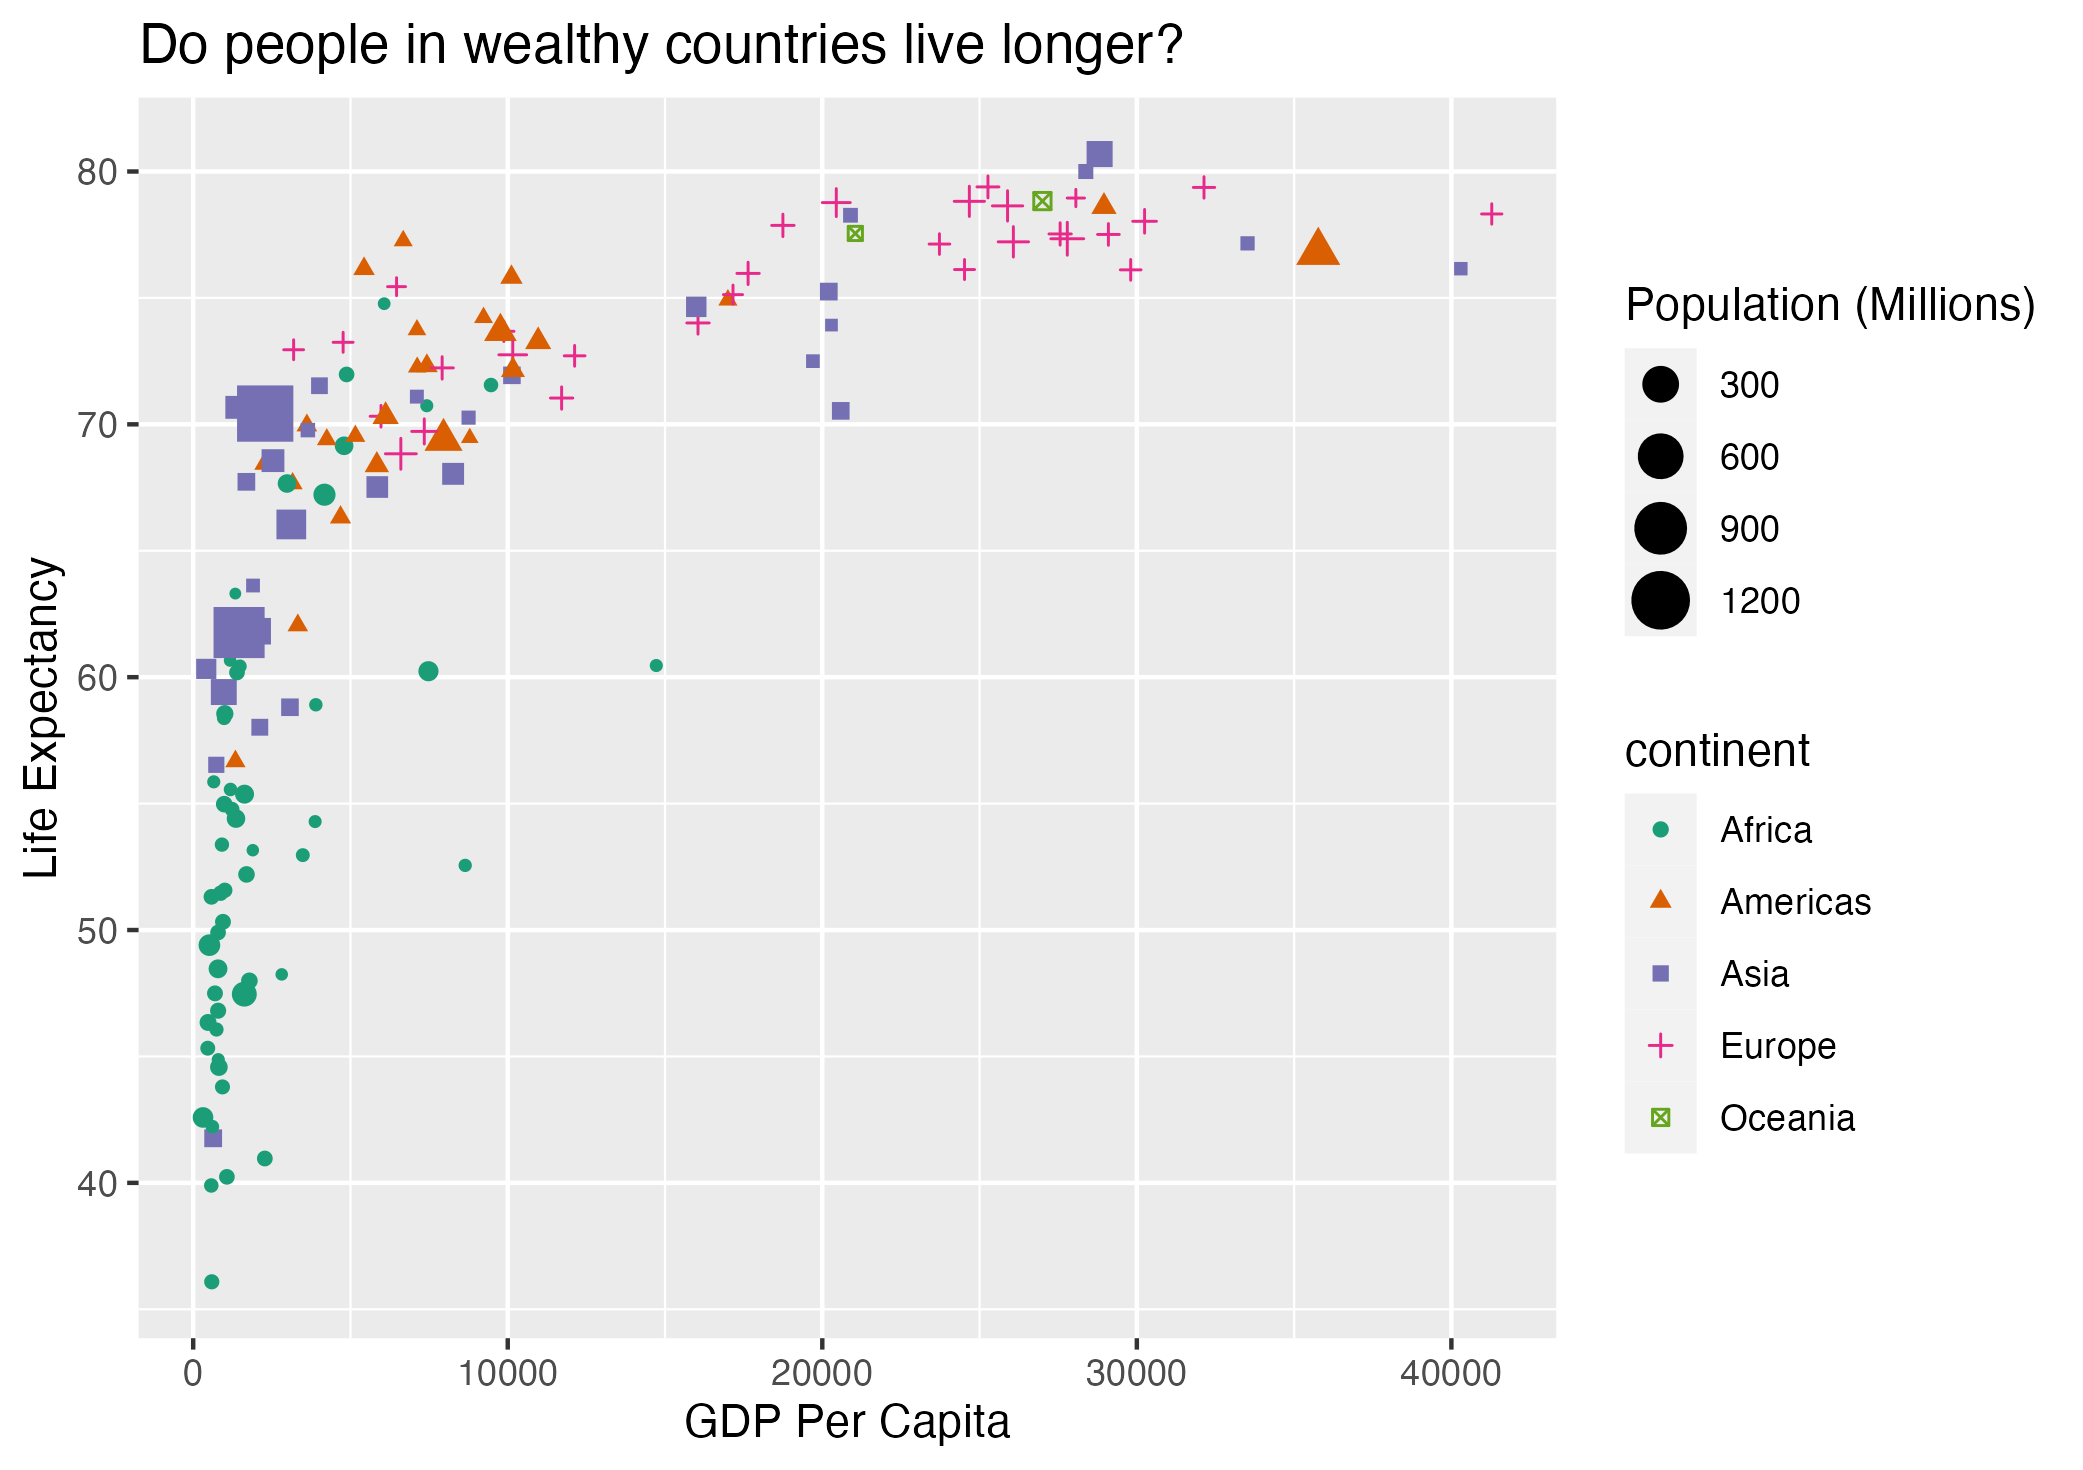 Do people in wealthy countries live longer?
80
70
60
50
40
Life Expectancy
0 10000 20000 30000 40000
GDP Per Capita
Population (Millions)
300
600
900
1200
continent
Africa
Americas
Asia
Europe
Oceania